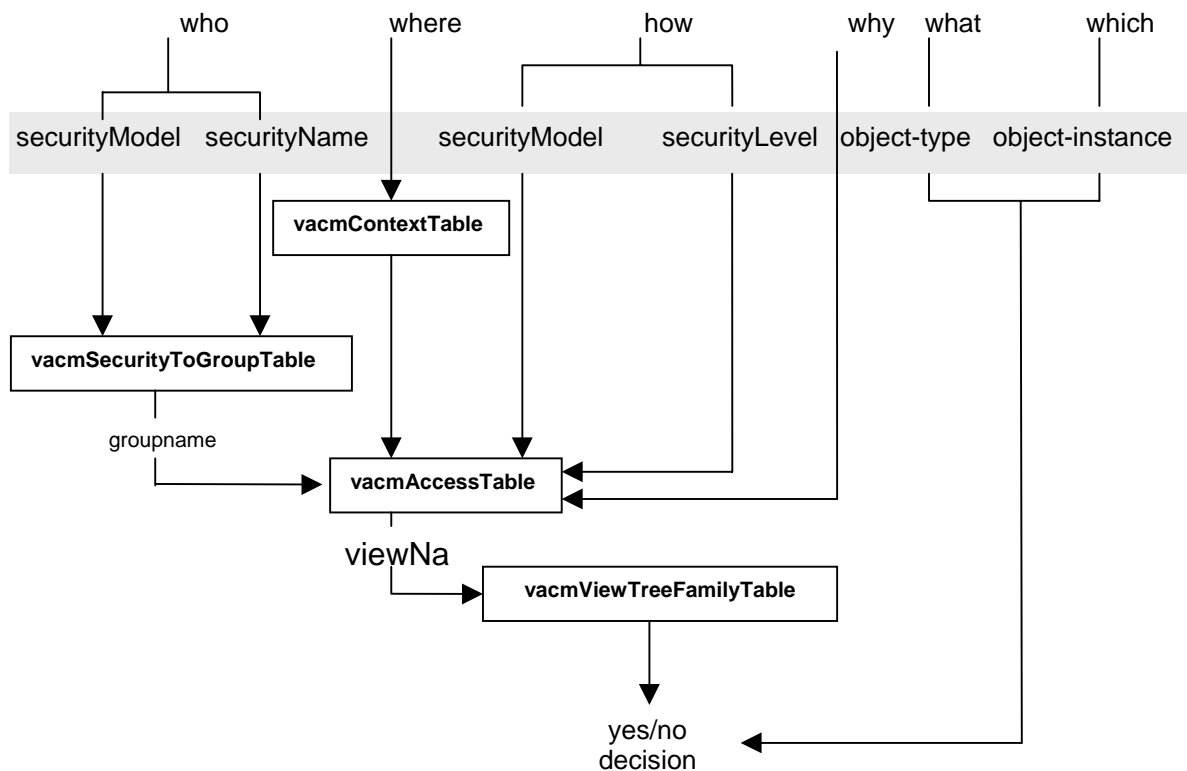 who where how why what which
securityModel securityName securityModel securityLevel object-type object-instance
vacmContextTable
vacmSecurityToGroupTable
groupname
vacmAccessTable
viewNa
vacmViewTreeFamilyTable
yes/no
decision